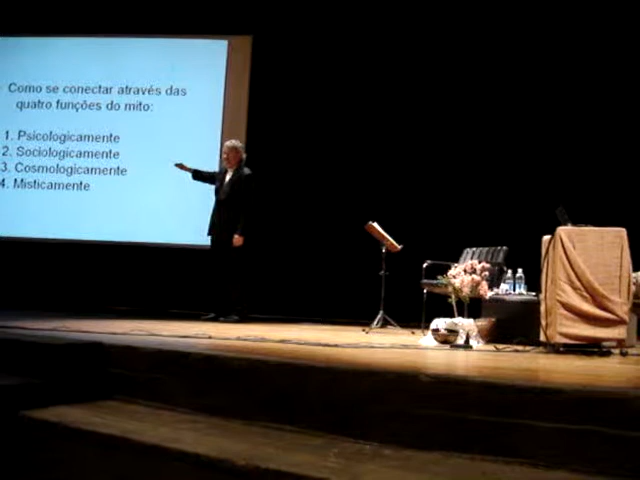 Como se conectar através das
quatro funções do mito:
1. Psicologicamente
2. Sociologicamente
3. Cosmologicamente
4. Misticamente